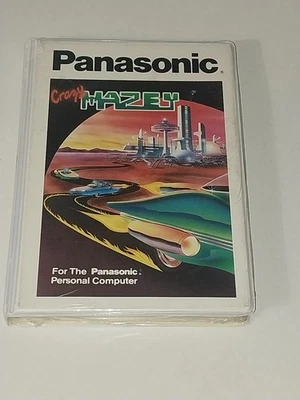 Panasonic®
Crazy
MAZEY
For The Panasonic®
Personal Computer